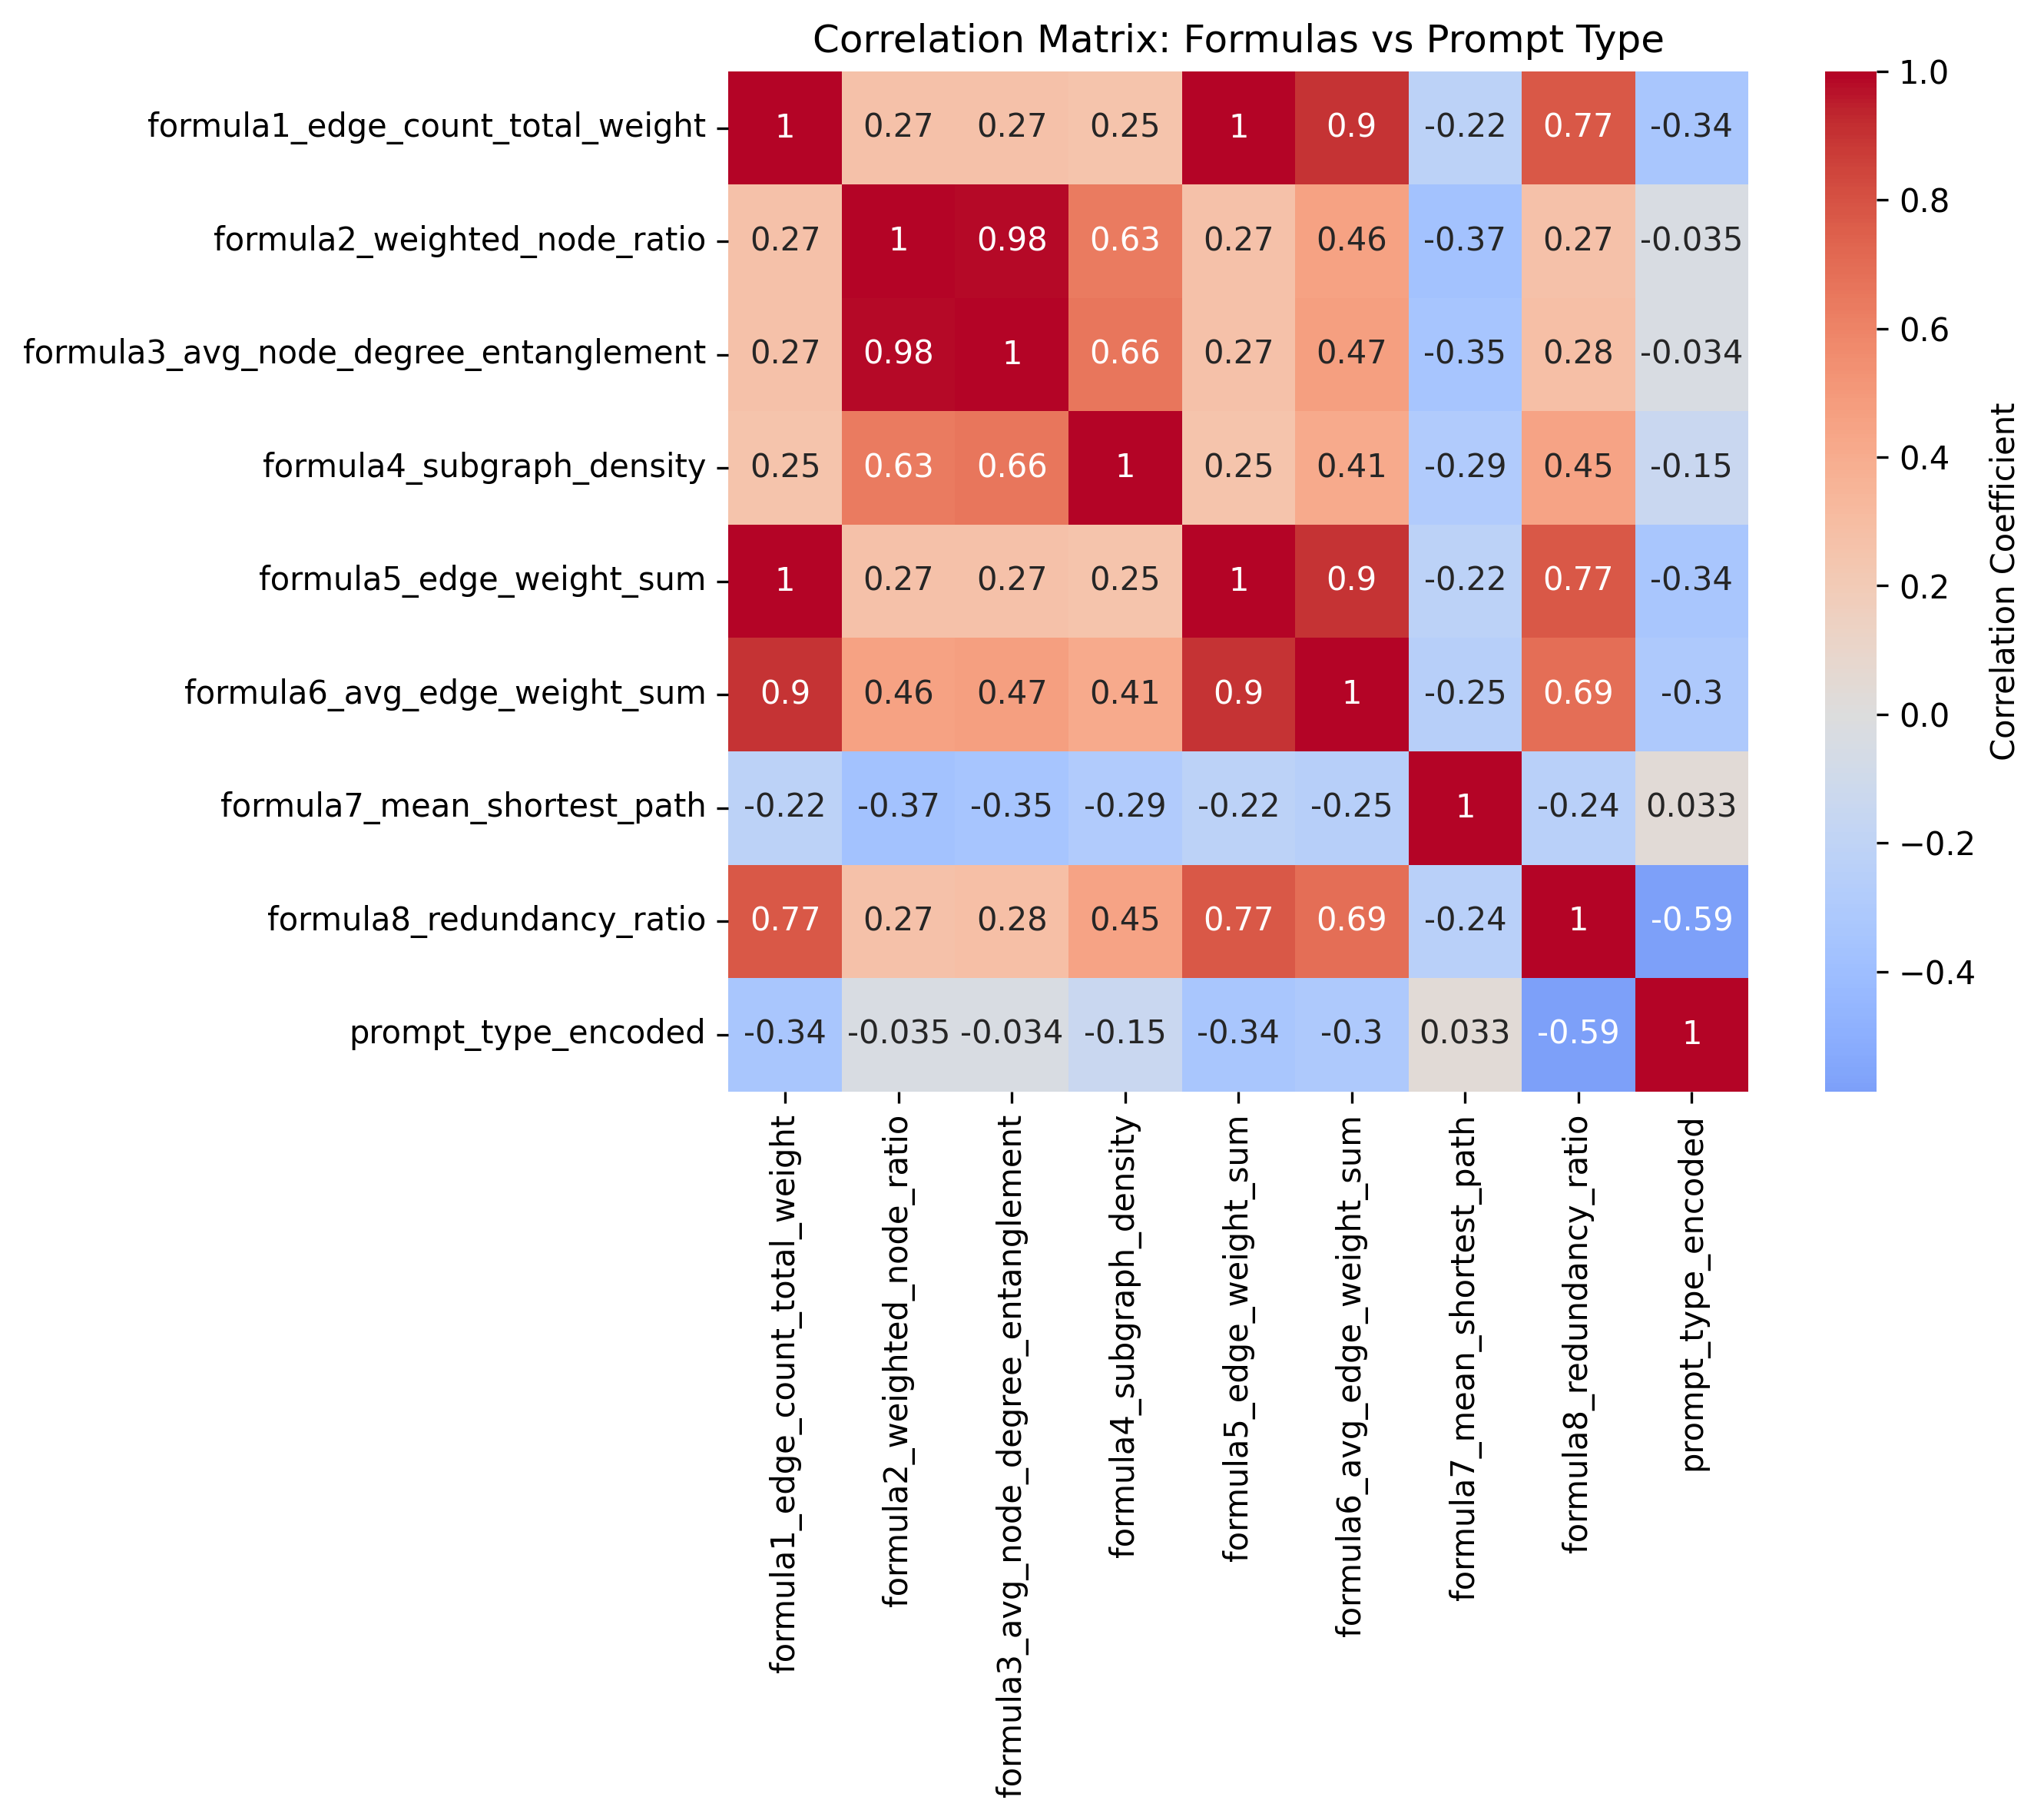 Correlation Matrix: Formulas vs Prompt Type
formula1_edge_count_total_weight 1 0.27 0.27 0.25 1 0.9 -0.22 0.77 -0.34
formula2_weighted_node_ratio 0.27 1 0.98 0.63 0.27 0.46 -0.37 0.27 -0.035
formula3_avg_node_degree_entanglement 0.27 0.98 1 0.66 0.27 0.47 -0.35 0.28 -0.034
formula4_subgraph_density 0.25 0.63 0.66 1 0.25 0.41 -0.29 0.45 -0.15
formula5_edge_weight_sum 1 0.27 0.27 0.25 1 0.9 -0.22 0.77 -0.34
formula6_avg_edge_weight_sum 0.9 0.46 0.47 0.41 0.9 1 -0.25 0.69 -0.3
formula7_mean_shortest_path -0.22 -0.37 -0.35 -0.29 -0.22 -0.25 1 -0.24 0.033
formula8_redundancy_ratio 0.77 0.27 0.28 0.45 0.77 0.69 -0.24 1 -0.59
prompt_type_encoded -0.34 -0.035 -0.034 -0.15 -0.34 -0.3 0.033 -0.59 1
formula1_edge_count_total_weight
formula2_weighted_node_ratio
formula3_avg_node_degree_entanglement
formula4_subgraph_density
formula5_edge_weight_sum
formula6_avg_edge_weight_sum
formula7_mean_shortest_path
formula8_redundancy_ratio
prompt_type_encoded
1.0
0.8
0.6
0.4
0.2
0.0
−0.2
−0.4
Correlation Coefficient